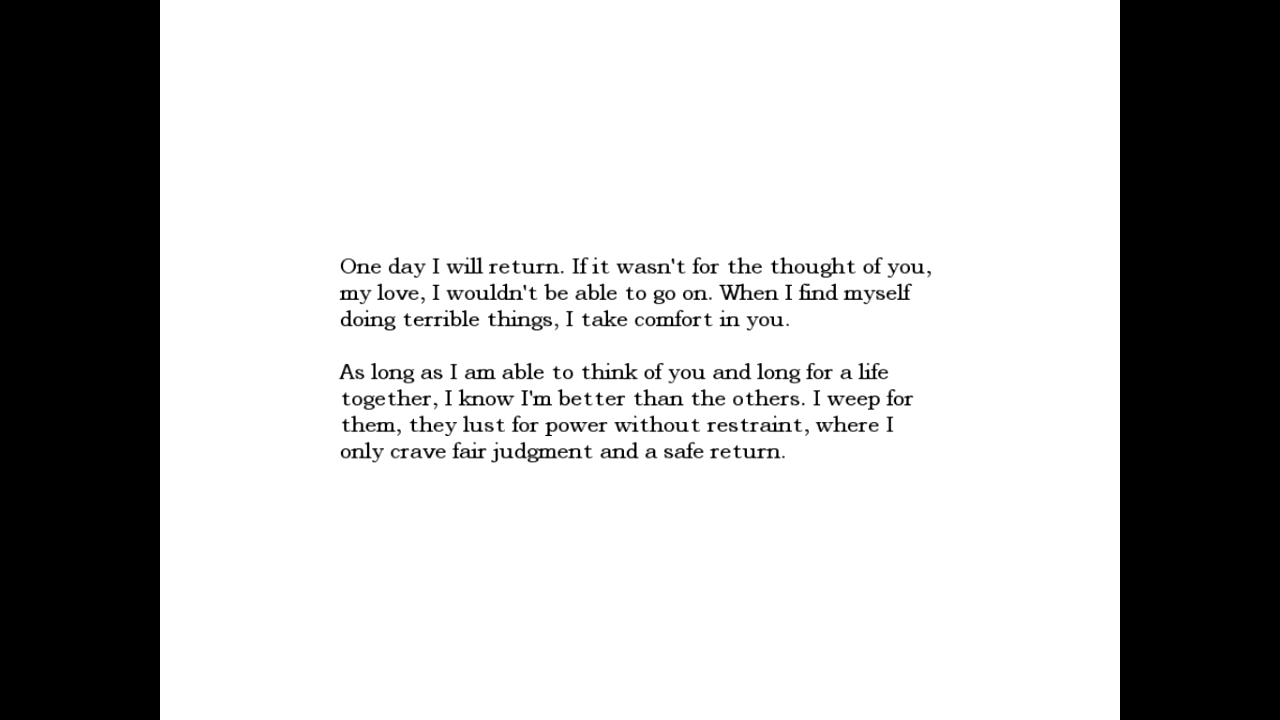 One day I will return. If it wasn't for the thought of you,
my love, I wouldn't be able to go on. When I find myself
doing terrible things, I take comfort in you.
As long as I am able to think of you and long for a life
together, I know I'm better than the others. I weep for
them, they lust for power without restraint, where I
only crave fair judgment and a safe return.